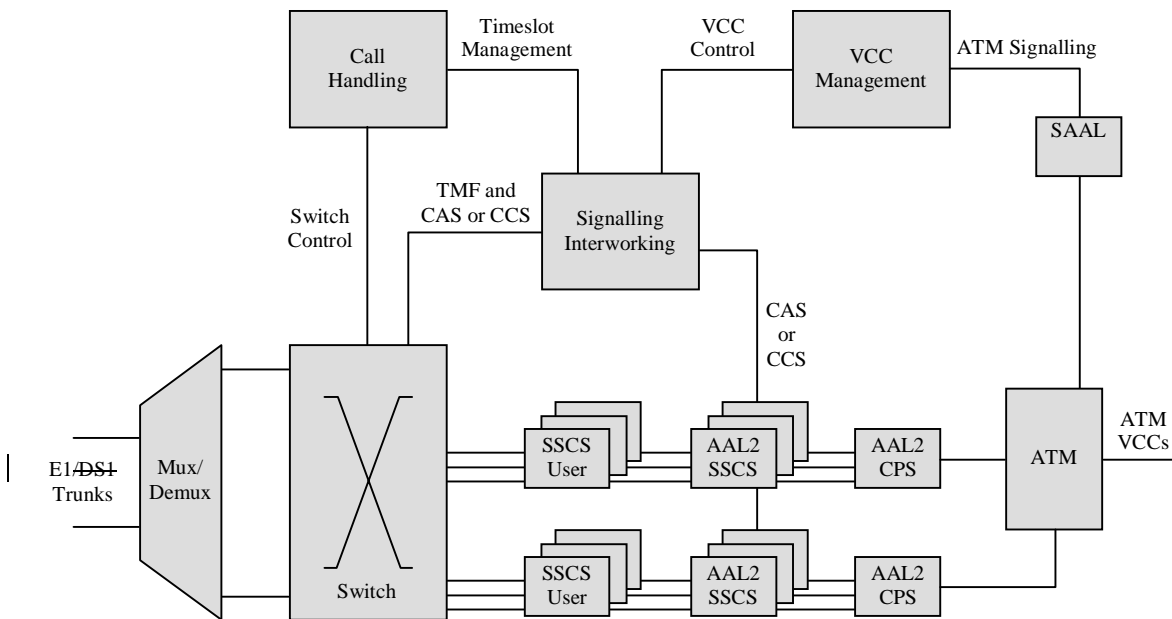 Call
Handling
Timeslot
Management
VCC
Control
VCC
Management
ATM Signalling
SAAL
Switch
Control
TMF and
CAS or CCS
Signalling
Interworking
CAS
or
CCS
E1/DS1
Trunks
Mux/
Demux
Switch
SSCS
User
AAL2
SSCS
AAL2
CPS
ATM
ATM
VCCs
SSCS
User
AAL2
SSCS
AAL2
CPS